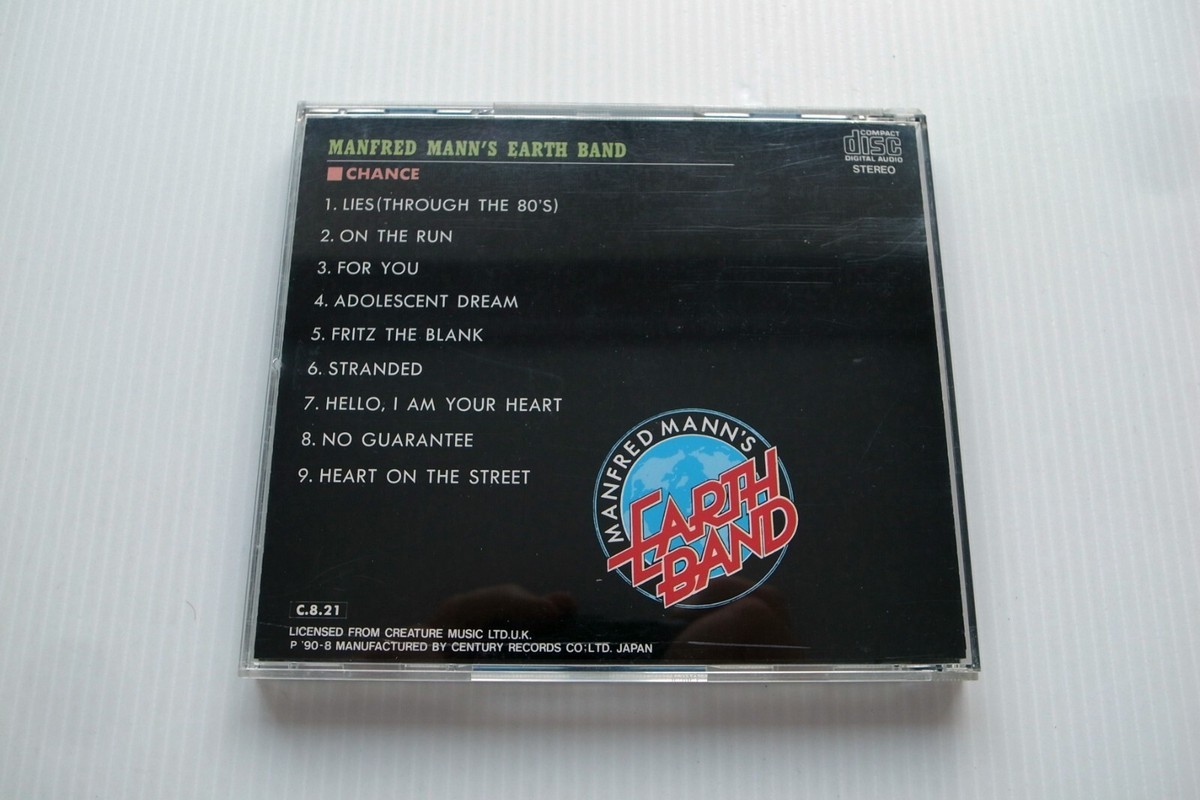 MANFRED MANN'S EARTH BAND
COMPACT
disc
DIGITAL AUDIO
STEREO
CHANCE
1. LIES(THROUGH THE 80'S)
2. ON THE RUN
3. FOR YOU
4. ADOLESCENT DREAM
5. FRITZ THE BLANK
6. STRANDED
7. HELLO, I AM YOUR HEART
8. NO GUARANTEE
9. HEART ON THE STREET
MANFRED MANN'S
EARTH
BAND
C.8.21
LICENSED FROM CREATURE MUSIC LTD.U.K.
P '90-8 MANUFACTURED BY CENTURY RECORDS CO;LTD. JAPAN